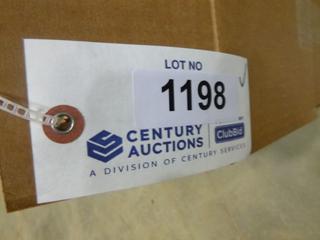 LOT NO
1198
CENTURY
AUCTIONS
ClubBid
A DIVISION OF CENTURY SERVICES